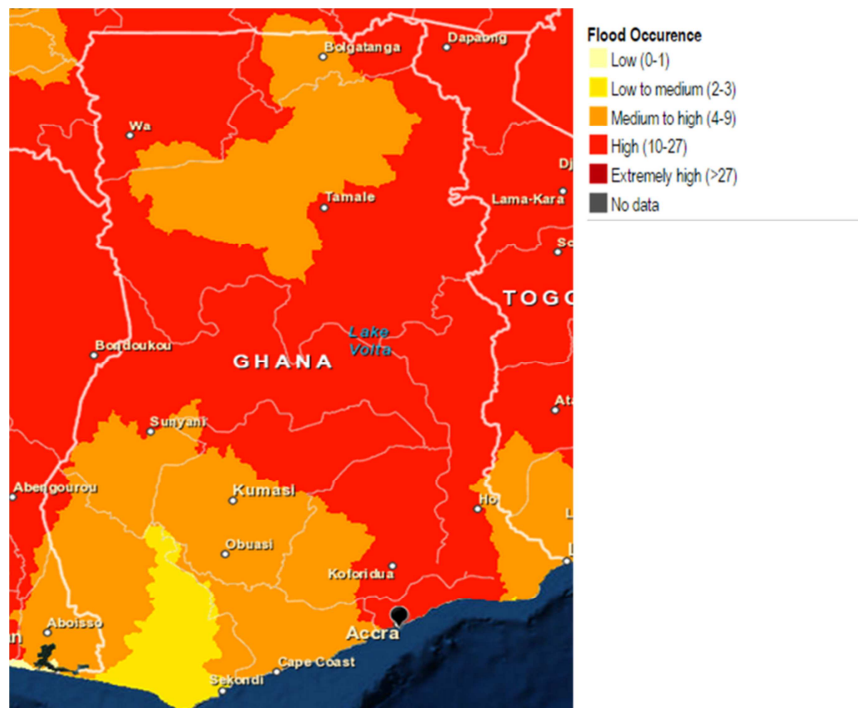 Bolgatanga
Dapaong
Wa
Tamale
Lama-Kara
TOGO
Lake
Volta
Bondoukou
GHANA
Sunyani
Abengourou
Kumasi
Ho
Obuasi
Koforidua
Aboisso
Accra
Cape Coast
Sekondi
Flood Occurence
Low (0-1)
Low to medium (2-3)
Medium to high (4-9)
High (10-27)
Extremely high (>27)
No data